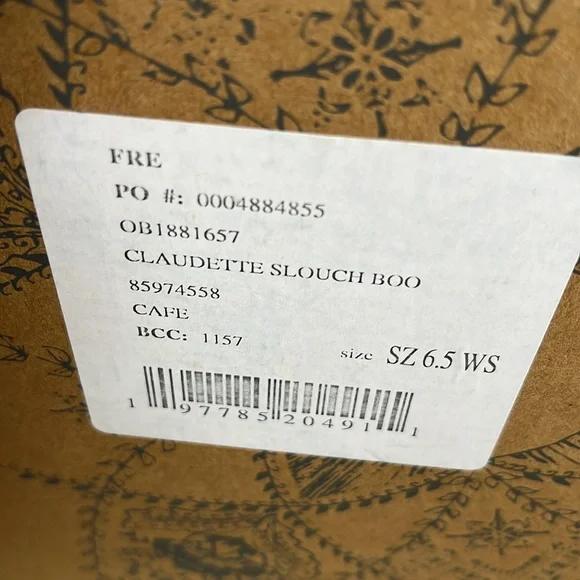 FRE
PO #: 0004884855
OB1881657
CLAUDETTE SLOUCH BOO
85974558
CAFE
BCC: 1157
size SZ 6.5 WS
1 97785 20491 1